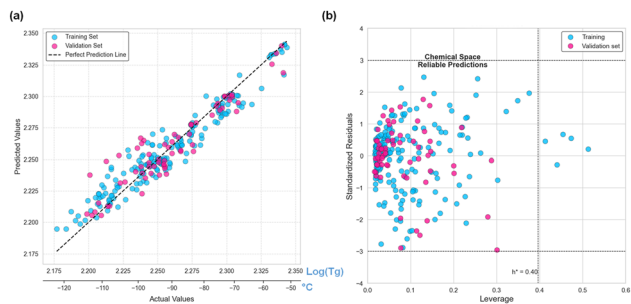 (a)
(b)
Training Set
Validation Set
Perfect Prediction Line
2.350
2.325
2.300
2.275
2.250
2.225
2.200
2.175
Predicted Values
2.175 2.200 2.225 2.250 2.275 2.300 2.325 2.350
Log(Tg)
-120 -110 -100 -90 -80 -70 -60 -50
°C
Actual Values
Training
Validation set
Chemical Space
Reliable Predictions
4
3
2
1
0
−1
−2
−3
−4
Standardized Residuals
h* = 0.40
0.0 0.1 0.2 0.3 0.4 0.5 0.6
Leverage